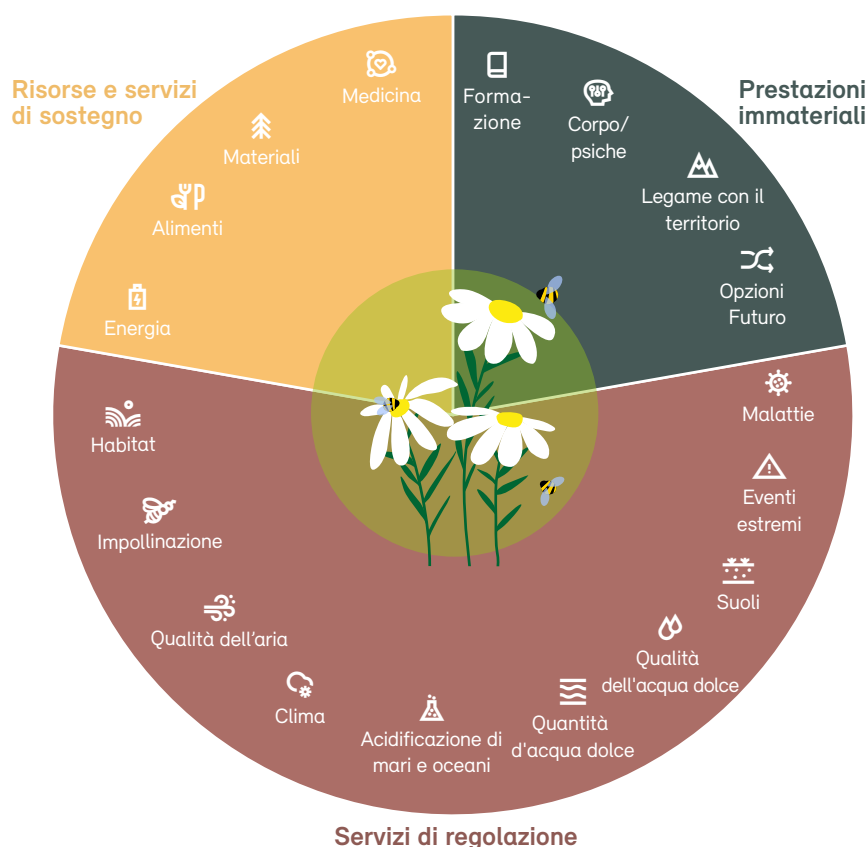 Risorse e servizi
di sostegno
Medicina
Materiali
Alimenti
Energia
Prestazioni
immateriali
Forma-
zione
Corpo/
psiche
Legame con il
territorio
Opzioni
Futuro
Malattie
Eventi
estremi
Suoli
Qualità
dell'acqua dolce
Quantità
d'acqua dolce
Acidificazione di
mari e oceani
Clima
Qualità dell'aria
Impollinazione
Habitat
Servizi di regolazione